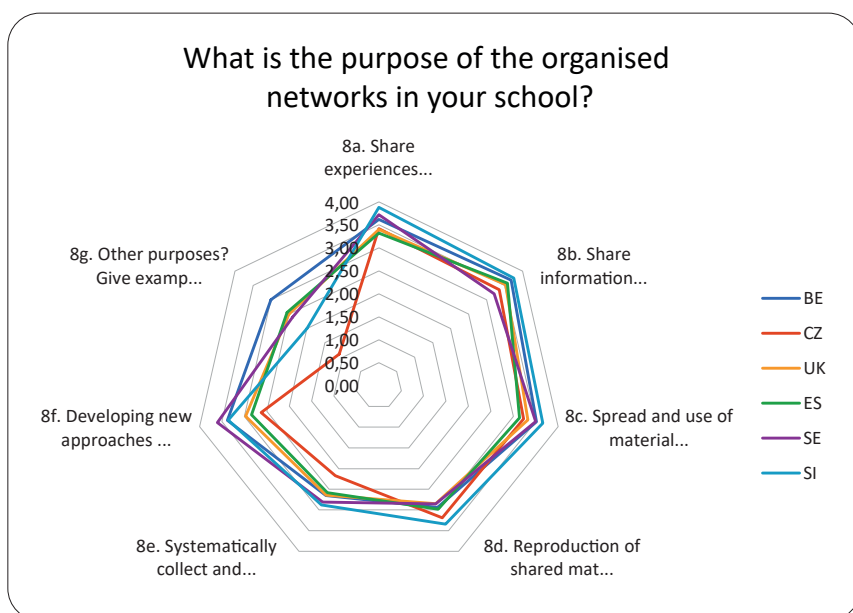 What is the purpose of the organised
networks in your school?
8a. Share
experiences...
4,00
3,50
3,00
2,50
2,00
1,50
1,00
0,50
0,00
8g. Other purposes?
Give examp...
8b. Share
information...
8f. Developing new
approaches ...
8c. Spread and use of
material...
8e. Systematically
collect and...
8d. Reproduction of
shared mat...
BE
CZ
UK
ES
SE
SI